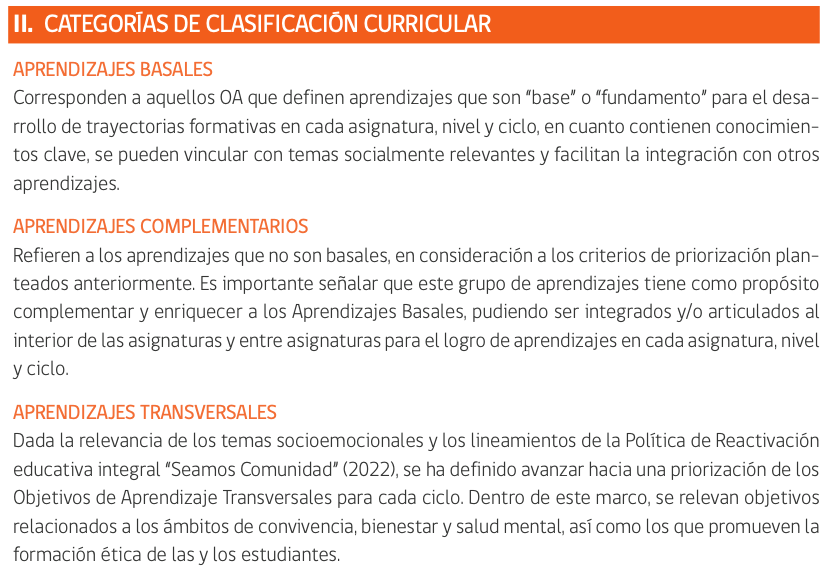 II. CATEGORÍAS DE CLASIFICACIÓN CURRICULAR
APRENDIZAJES BASALES
Corresponden a aquellos OA que definen aprendizajes que son “base” o “fundamento” para el desa-
rrollo de trayectorias formativas en cada asignatura, nivel y ciclo, en cuanto contienen conocimien-
tos clave, se pueden vincular con temas socialmente relevantes y facilitan la integración con otros
aprendizajes.
APRENDIZAJES COMPLEMENTARIOS
Refieren a los aprendizajes que no son basales, en consideración a los criterios de priorización plan-
teados anteriormente. Es importante señalar que este grupo de aprendizajes tiene como propósito
complementar y enriquecer a los Aprendizajes Basales, pudiendo ser integrados y/o articulados al
interior de las asignaturas y entre asignaturas para el logro de aprendizajes en cada asignatura, nivel
y ciclo.
APRENDIZAJES TRANSVERSALES
Dada la relevancia de los temas socioemocionales y los lineamientos de la Política de Reactivación
educativa integral “Seamos Comunidad” (2022), se ha definido avanzar hacia una priorización de los
Objetivos de Aprendizaje Transversales para cada ciclo. Dentro de este marco, se relevan objetivos
relacionados a los ámbitos de convivencia, bienestar y salud mental, así como los que promueven la
formación ética de las y los estudiantes.